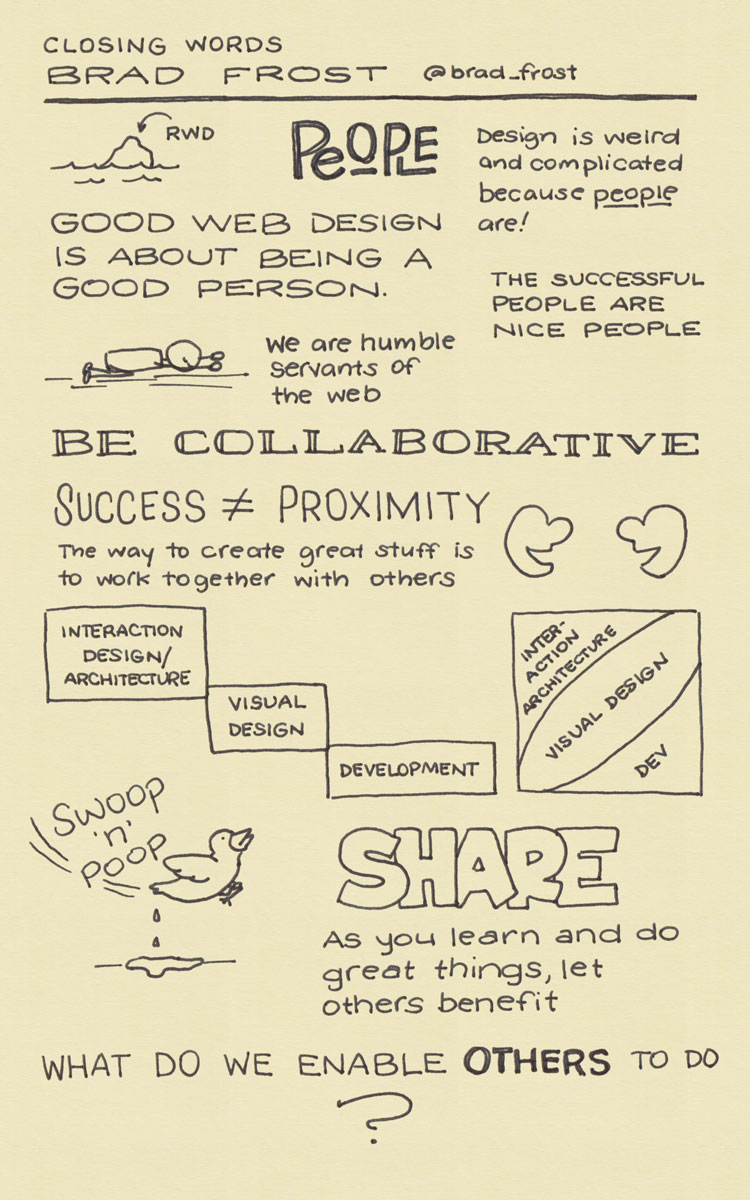 CLOSING WORDS
BRAD FROST @brad_frost
RWD
PEOPLE
Design is weird
and complicated
because people
are!
GOOD WEB DESIGN
IS ABOUT BEING A
GOOD PERSON.
THE SUCCESSFUL
PEOPLE ARE
NICE PEOPLE
We are humble
servants of
the web
BE COLLABORATIVE
SUCCESS ≠ PROXIMITY
The way to create great stuff is
to work together with others
INTERACTION
DESIGN/
ARCHITECTURE
VISUAL
DESIGN
DEVELOPMENT
INTER-
ACTION
ARCHITECTURE
VISUAL DESIGN
DEV
SWOOP
'n'
POOP
SHARE
As you learn and do
great things, let
others benefit
WHAT DO WE ENABLE OTHERS TO DO
?